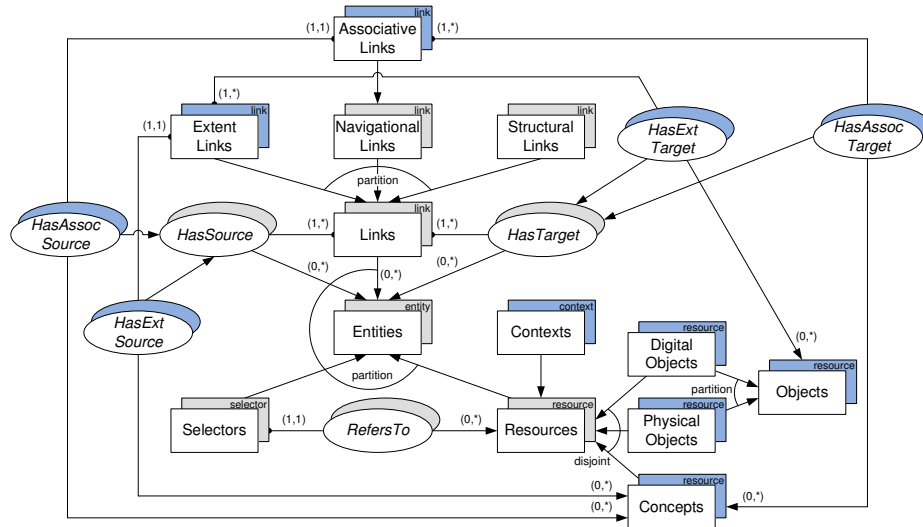 link
(1,1)
Associative
Links
(1,*)
link
(1,*)
(1,1)
Extent
Links
link
Navigational
Links
link
Structural
Links
HasExt
Target
HasAssoc
Target
partition
HasAssoc
Source
HasSource
(1,*)
link
Links
(1,*)
HasTarget
(0,*)
(0,*)
(0,*)
HasExt
Source
entity
Entities
context
Contexts
resource
Digital
Objects
(0,*)
resource
Objects
partition
partition
selector
Selectors
(1,1)
RefersTo
(0,*)
resource
Resources
resource
Physical
Objects
disjoint
resource
Concepts
(0,*)
(0,*)
(0,*)